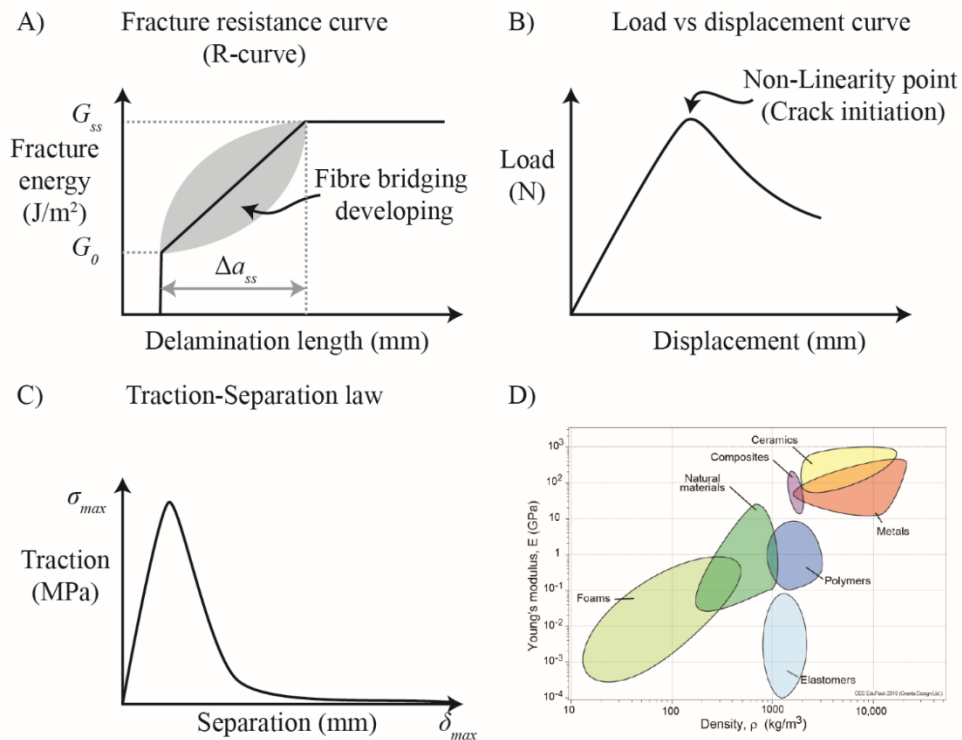 A) Fracture resistance curve
(R-curve)
G_ss
Fracture
energy
(J/m²)
G_0
Fibre bridging
developing
Δa_ss
Delamination length (mm)
B) Load vs displacement curve
Non-Linearity point
(Crack initiation)
Load
(N)
Displacement (mm)
C) Traction-Separation law
σ_max
Traction
(MPa)
Separation (mm)
δ_max
D)
Young's modulus, E (GPa)
10³
10²
10
1
10⁻¹
10⁻²
10⁻³
10⁻⁴
Ceramics
Composites
Natural
materials
Metals
Polymers
Foams
Elastomers
10
100
1000
10,000
Density, ρ (kg/m³)